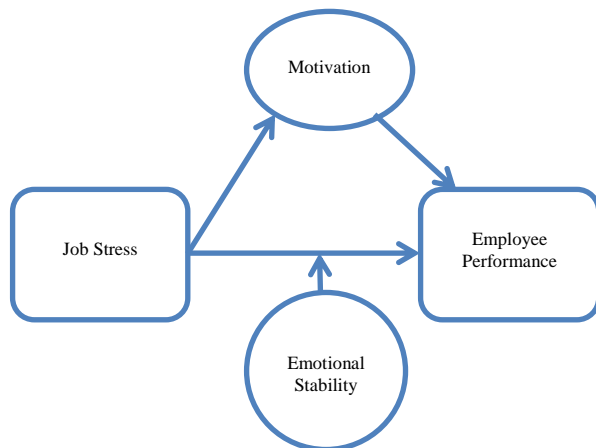 Motivation
Job Stress
Employee
Performance
Emotional
Stability